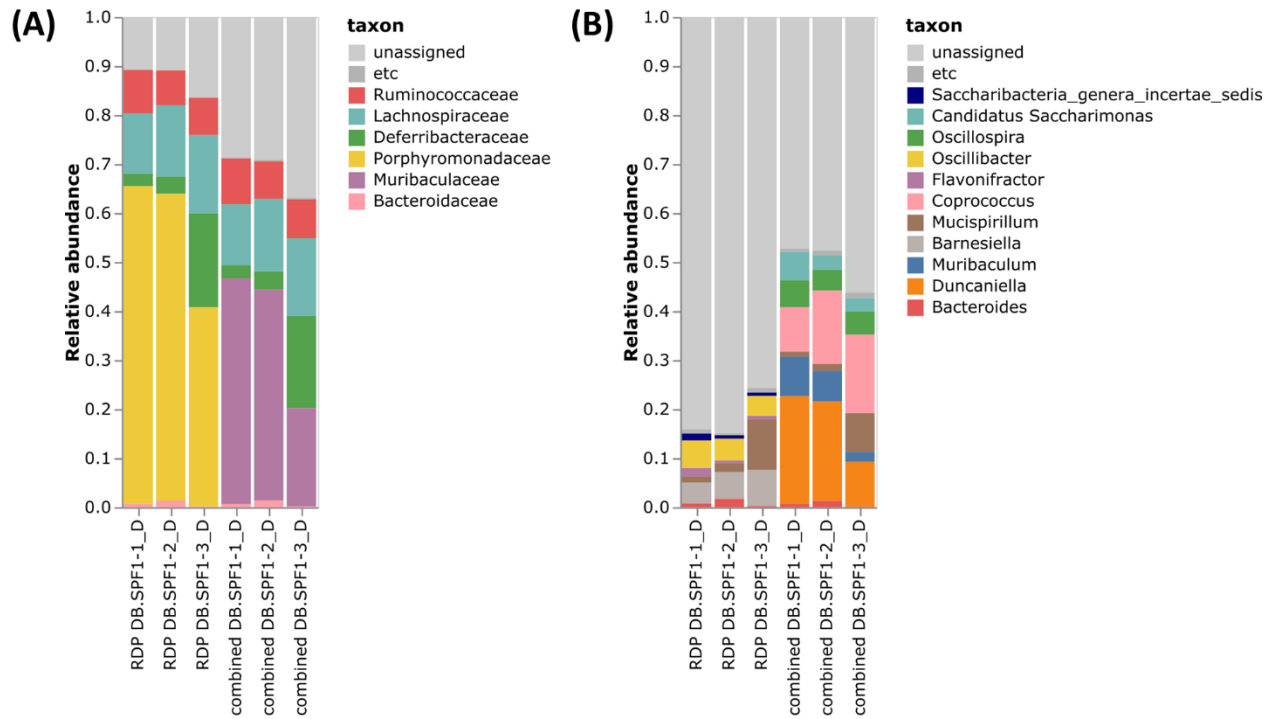 (A)
Relative abundance
1.0
0.9
0.8
0.7
0.6
0.5
0.4
0.3
0.2
0.1
0.0
RDP DB.SPF1-1_D
RDP DB.SPF1-2_D
RDP DB.SPF1-3_D
combined DB.SPF1-1_D
combined DB.SPF1-2_D
combined DB.SPF1-3_D
taxon
unassigned
etc
Ruminococcaceae
Lachnospiraceae
Deferribacteraceae
Porphyromonadaceae
Muribaculaceae
Bacteroidaceae
(B)
Relative abundance
1.0
0.9
0.8
0.7
0.6
0.5
0.4
0.3
0.2
0.1
0.0
RDP DB.SPF1-1_D
RDP DB.SPF1-2_D
RDP DB.SPF1-3_D
combined DB.SPF1-1_D
combined DB.SPF1-2_D
combined DB.SPF1-3_D
taxon
unassigned
etc
Saccharibacteria_genera_incertae_sedis
Candidatus Saccharimonas
Oscillospira
Oscillibacter
Flavonifractor
Coprococcus
Mucispirillum
Barnesiella
Muribaculum
Duncaniella
Bacteroides